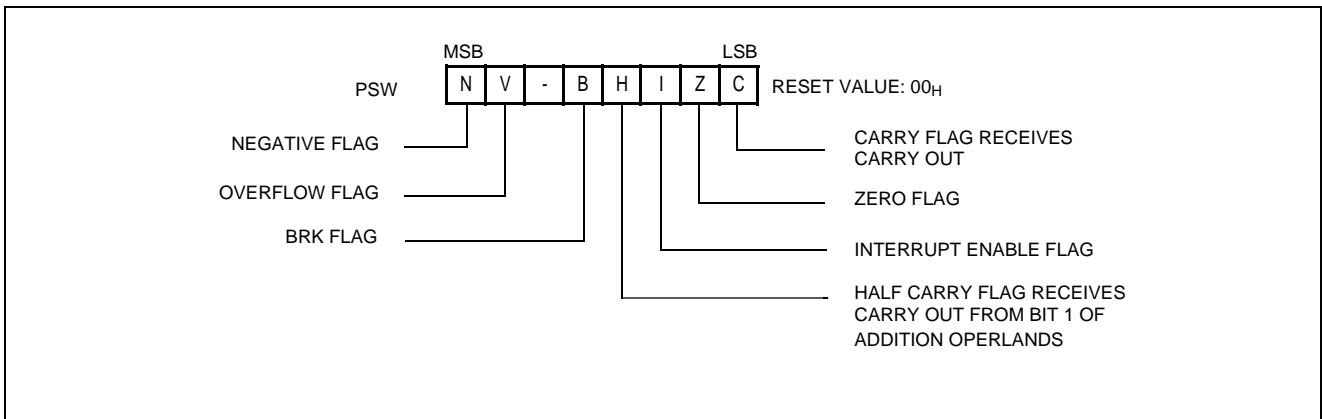 MSB LSB
PSW N V - B H I Z C RESET VALUE: 00H
NEGATIVE FLAG
OVERFLOW FLAG
BRK FLAG
CARRY FLAG RECEIVES
CARRY OUT
ZERO FLAG
INTERRUPT ENABLE FLAG
HALF CARRY FLAG RECEIVES
CARRY OUT FROM BIT 1 OF
ADDITION OPERLANDS